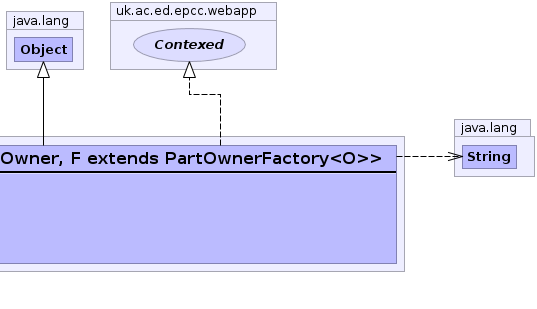 java.lang
Object
uk.ac.ed.epcc.webapp
Contexed
Owner, F extends PartOwnerFactory<O>>
java.lang
String